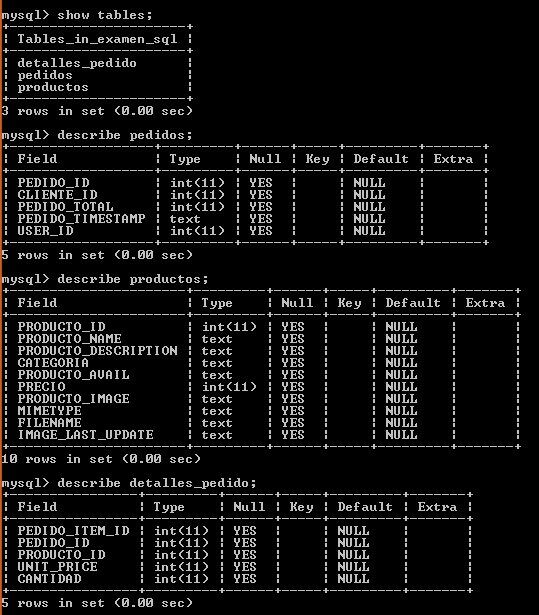 mysql> show tables;
+----------------------+
| Tables_in_examen_sql |
+----------------------+
| detalles_pedido      |
| pedidos              |
| productos            |
+----------------------+
3 rows in set (0.00 sec)
mysql> describe pedidos;
+------------------+---------+------+-----+---------+-------+
| Field            | Type    | Null | Key | Default | Extra |
+------------------+---------+------+-----+---------+-------+
| PEDIDO_ID        | int(11) | YES  |     | NULL    |       |
| CLIENTE_ID       | int(11) | YES  |     | NULL    |       |
| PEDIDO_TOTAL     | int(11) | YES  |     | NULL    |       |
| PEDIDO_TIMESTAMP | text    | YES  |     | NULL    |       |
| USER_ID          | int(11) | YES  |     | NULL    |       |
+------------------+---------+------+-----+---------+-------+
5 rows in set (0.00 sec)
mysql> describe productos;
+----------------------+---------+------+-----+---------+-------+
| Field                | Type    | Null | Key | Default | Extra |
+----------------------+---------+------+-----+---------+-------+
| PRODUCTO_ID          | int(11) | YES  |     | NULL    |       |
| PRODUCTO_NAME        | text    | YES  |     | NULL    |       |
| PRODUCTO_DESCRIPTION | text    | YES  |     | NULL    |       |
| CATEGORIA            | text    | YES  |     | NULL    |       |
| PRODUCTO_AVAIL       | text    | YES  |     | NULL    |       |
| PRECIO               | int(11) | YES  |     | NULL    |       |
| PRODUCTO_IMAGE       | text    | YES  |     | NULL    |       |
| MIMETYPE             | text    | YES  |     | NULL    |       |
| FILENAME             | text    | YES  |     | NULL    |       |
| IMAGE_LAST_UPDATE    | text    | YES  |     | NULL    |       |
+----------------------+---------+------+-----+---------+-------+
10 rows in set (0.00 sec)
mysql> describe detalles_pedido;
+----------------+---------+------+-----+---------+-------+
| Field          | Type    | Null | Key | Default | Extra |
+----------------+---------+------+-----+---------+-------+
| PEDIDO_ITEM_ID | int(11) | YES  |     | NULL    |       |
| PEDIDO_ID      | int(11) | YES  |     | NULL    |       |
| PRODUCTO_ID    | int(11) | YES  |     | NULL    |       |
| UNIT_PRICE     | int(11) | YES  |     | NULL    |       |
| CANTIDAD       | int(11) | YES  |     | NULL    |       |
+----------------+---------+------+-----+---------+-------+
5 rows in set (0.00 sec)